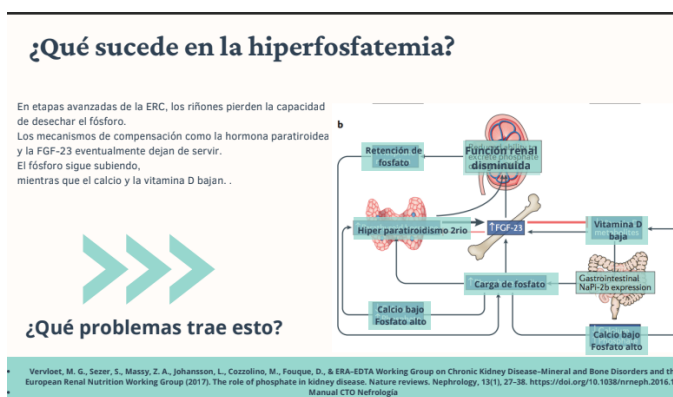 ¿Qué sucede en la hiperfosfatemia?
En etapas avanzadas de la ERC, los riñones pierden la capacidad
de desechar el fósforo.
Los mecanismos de compensación como la hormona paratiroidea
y la FGF-23 eventualmente dejan de servir.
El fósforo sigue subiendo,
mientras que el calcio y la vitamina D bajan. .
b
Retención de
fosfato
Función renal
disminuida
excrete phosphate
Hiper paratiroidismo 2rio
↑FGF-23
Vitamina D
baja
Gastrointestinal
NaPi-2b expression
Carga de fosfato
Calcio bajo
Fosfato alto
Calcio bajo
Fosfato alto
¿Qué problemas trae esto?
Vervloet, M. G., Sezer, S., Massy, Z. A., Johansson, L., Cozzolino, M., Fouque, D., & ERA–EDTA Working Group on Chronic Kidney Disease–Mineral and Bone Disorders and th
European Renal Nutrition Working Group (2017). The role of phosphate in kidney disease. Nature reviews. Nephrology, 13(1), 27–38. https://doi.org/10.1038/nrneph.2016.1
Manual CTO Nefrología